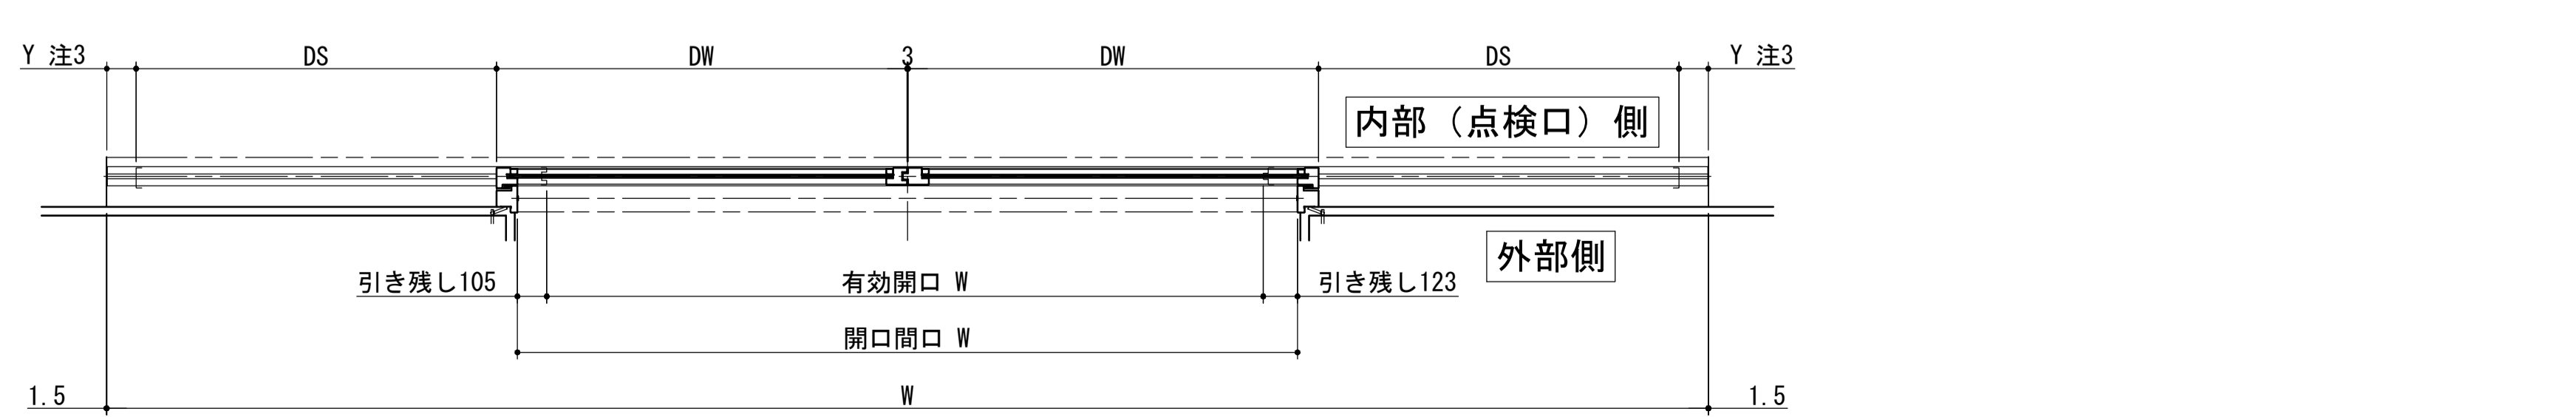 Y 注3 DS DW 3 DW DS Y 注3
内部（点検口）側
外部側
引き残し105 有効開口 W 引き残し123
開口間口 W
1.5 W 1.5